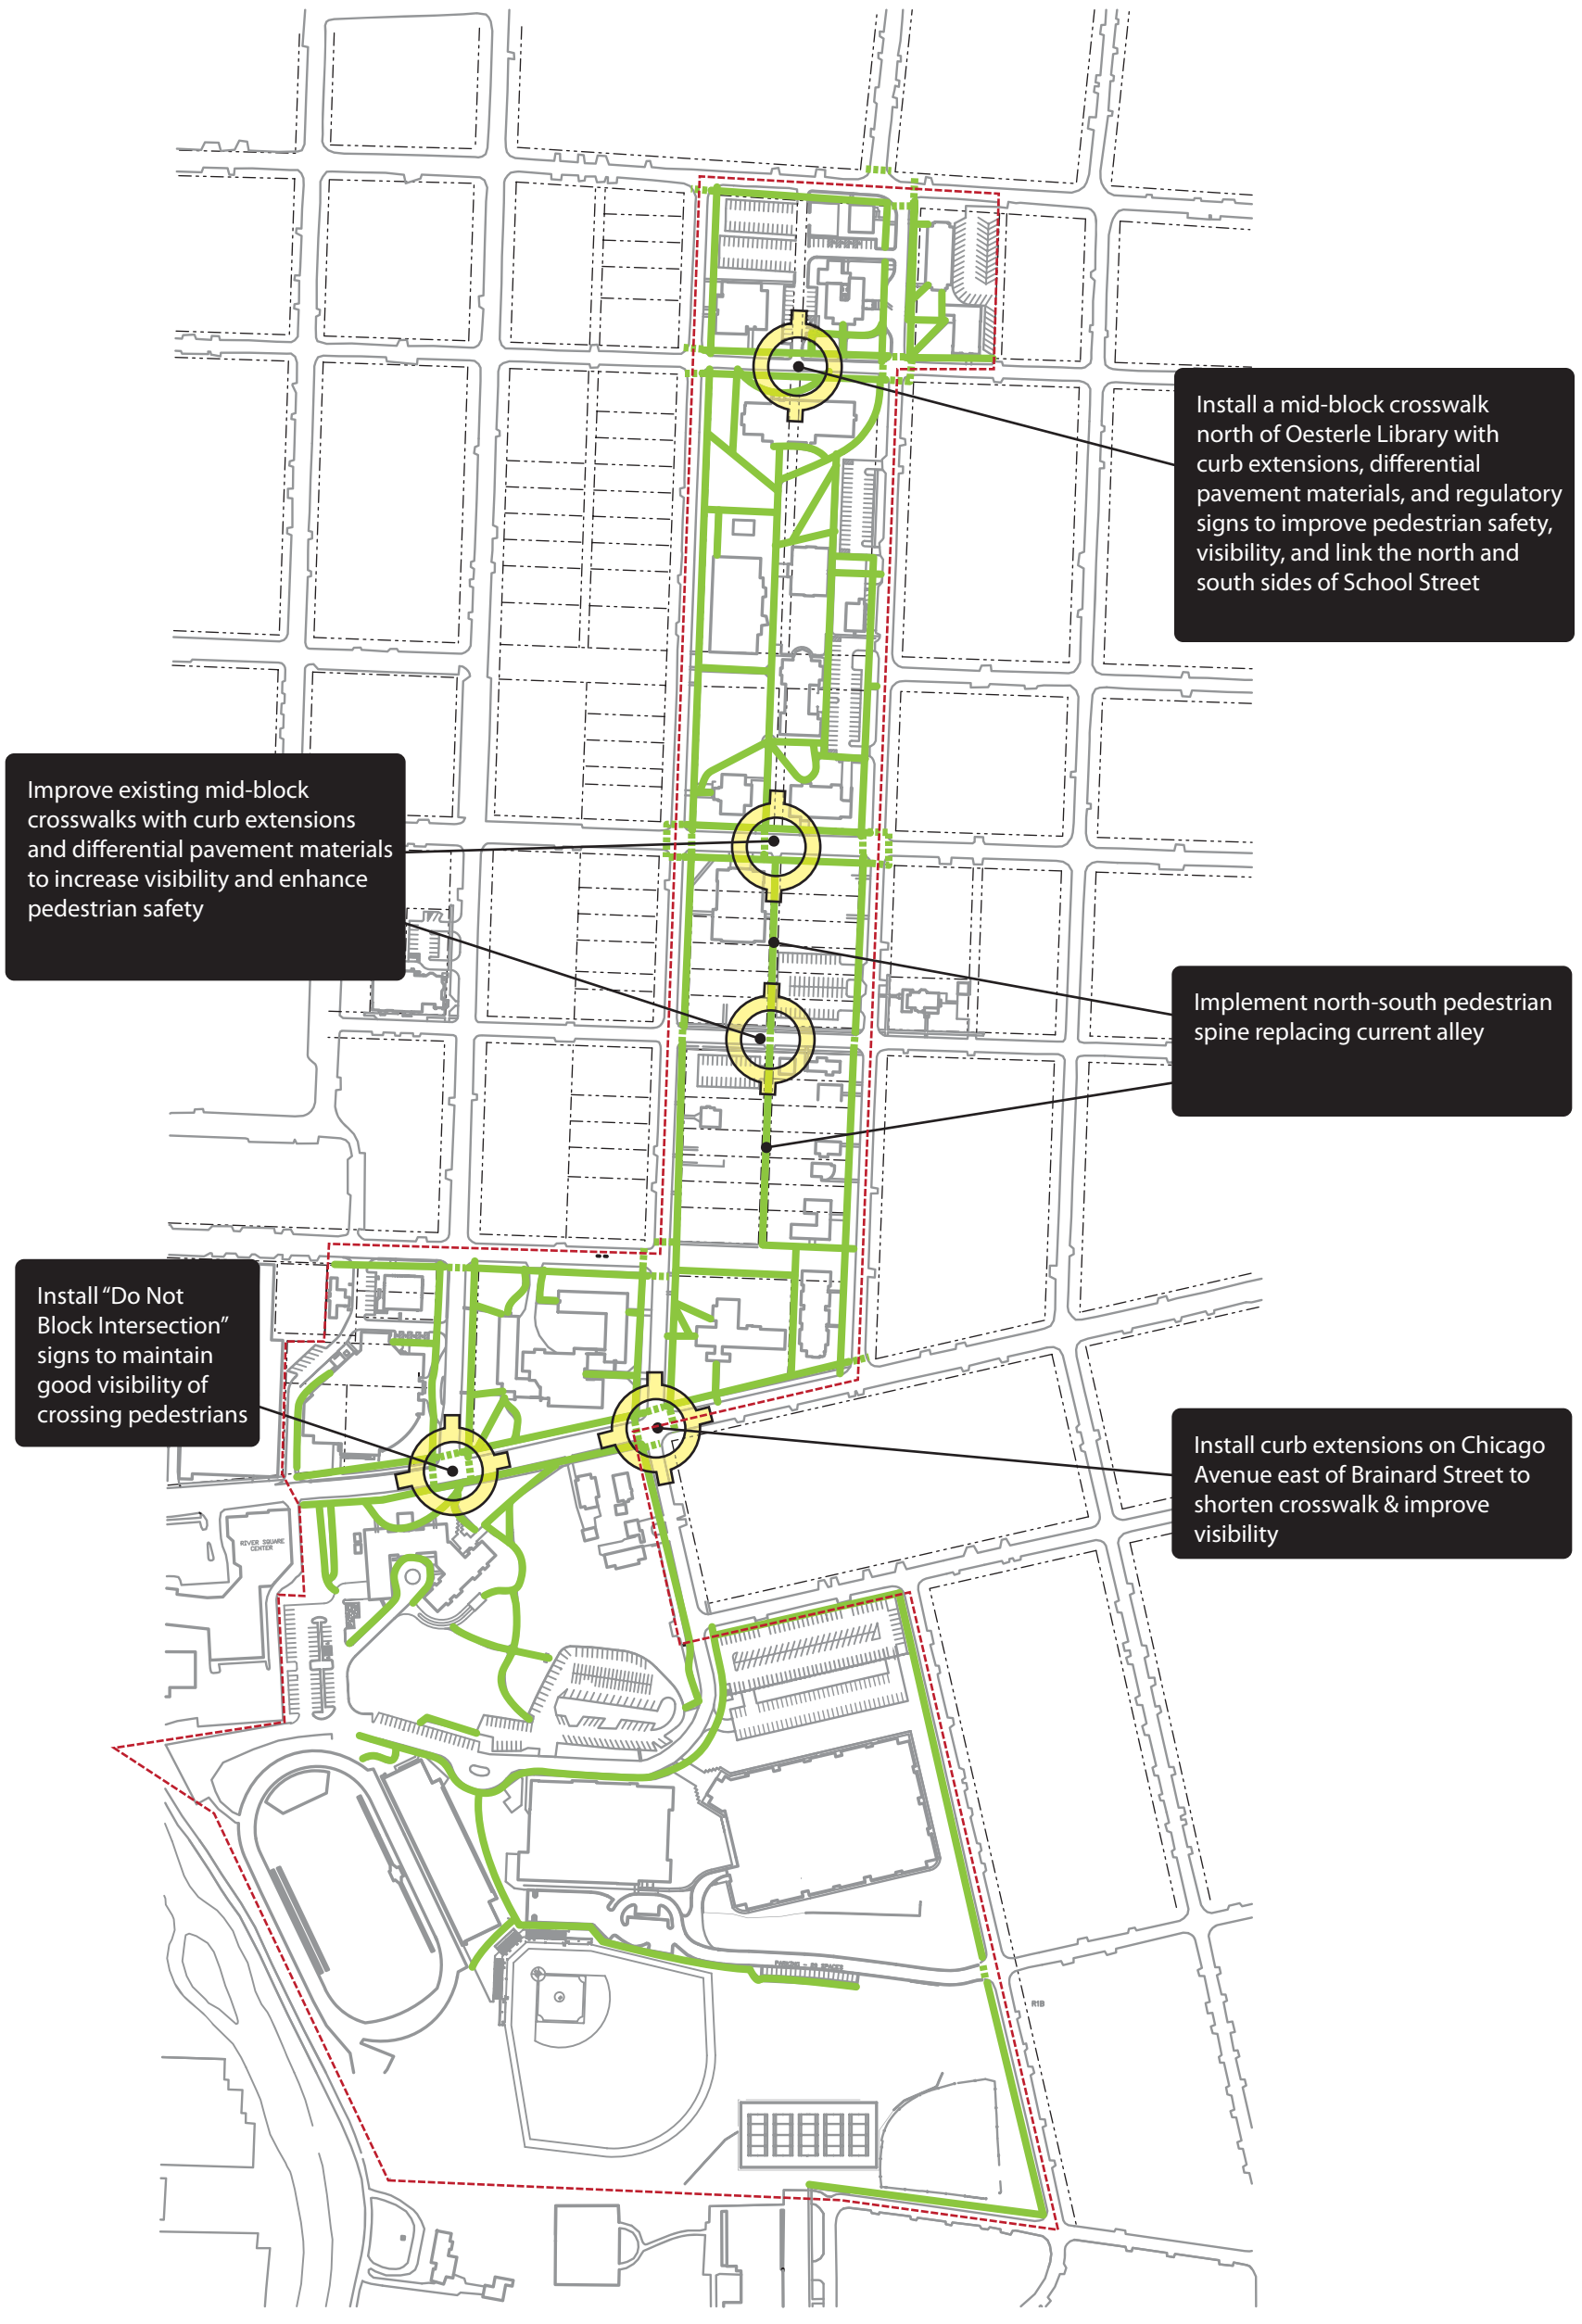 Install a mid-block crosswalk
north of Oesterle Library with
curb extensions, differential
pavement materials, and regulatory
signs to improve pedestrian safety,
visibility, and link the north and
south sides of School Street
Improve existing mid-block
crosswalks with curb extensions
and differential pavement materials
to increase visibility and enhance
pedestrian safety
Implement north-south pedestrian
spine replacing current alley
Install “Do Not
Block Intersection”
signs to maintain
good visibility of
crossing pedestrians
Install curb extensions on Chicago
Avenue east of Brainard Street to
shorten crosswalk & improve
visibility
RIVER SQUARE
CENTER
R1B